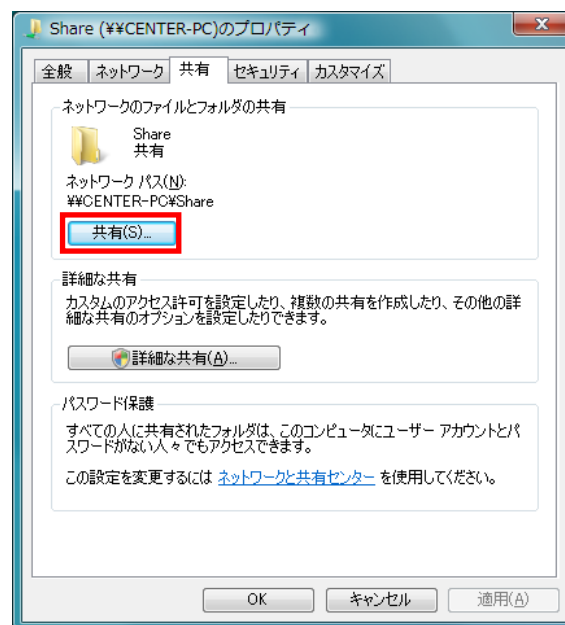 Share (¥¥CENTER-PC)のプロパティ
全般 ネットワーク 共有 セキュリティ カスタマイズ
ネットワークのファイルとフォルダの共有
Share
共有
ネットワーク パス(N):
¥¥CENTER-PC¥Share
共有(S)...
詳細な共有
カスタムのアクセス許可を設定したり、複数の共有を作成したり、その他の詳
細な共有のオプションを設定したりできます。
詳細な共有(A)...
パスワード保護
すべての人に共有されたフォルダは、このコンピュータにユーザー アカウントとパ
スワードがない人々でもアクセスできます。
この設定を変更するには ネットワークと共有センター を使用してください。
OK キャンセル 適用(A)